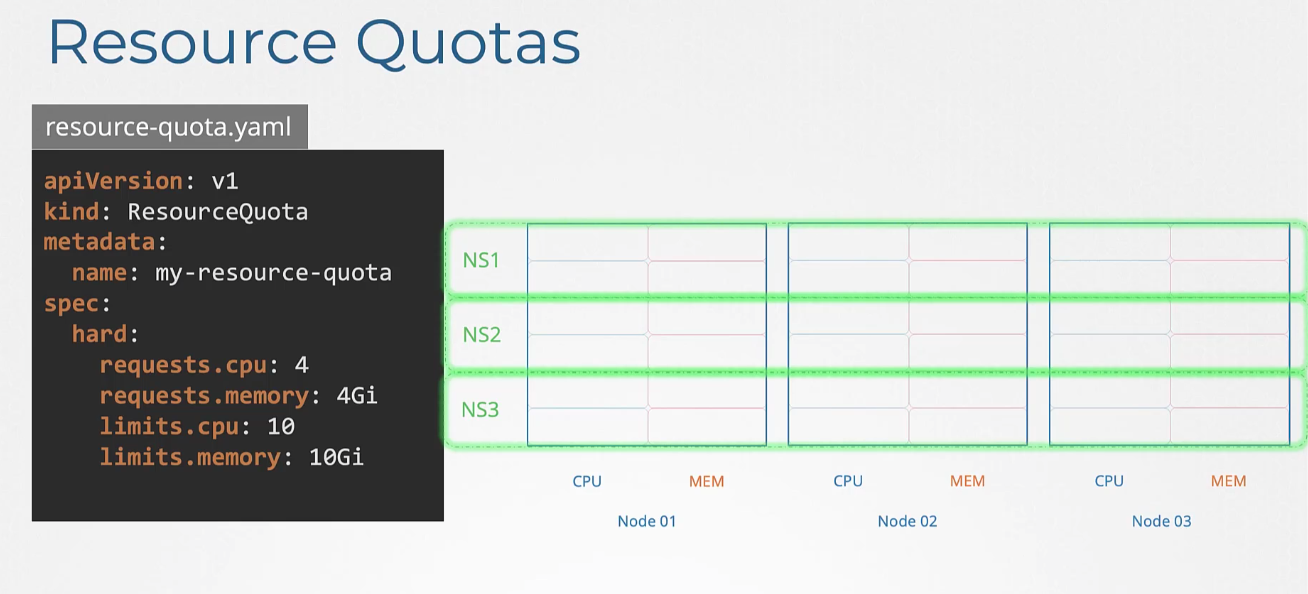 Resource Quotas
resource-quota.yaml
apiVersion: v1
kind: ResourceQuota
metadata:
  name: my-resource-quota
spec:
  hard:
    requests.cpu: 4
    requests.memory: 4Gi
    limits.cpu: 10
    limits.memory: 10Gi
NS1
NS2
NS3
CPU MEM CPU MEM CPU MEM
Node 01 Node 02 Node 03